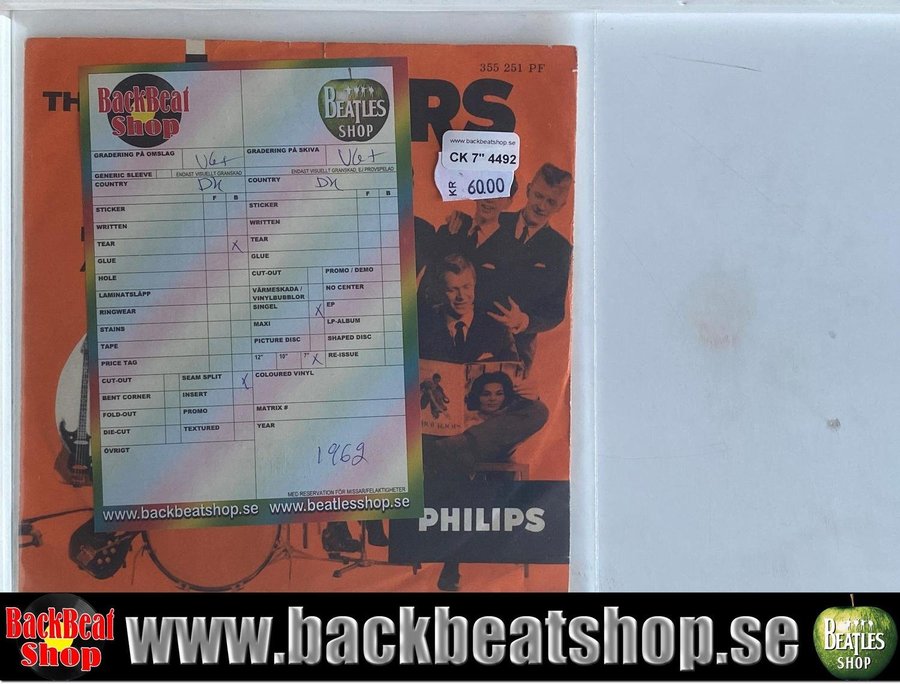 355 251 PF
TH
RS
BackBeat
Shop
BEATLES
SHOP
www.backbeatshop.se
CK 7" 4492
KR 60.00
GRADERING PÅ OMSLAG VG+
GRADERING PÅ SKIVA VG+
GENERIC SLEEVE
ENDAST VISUELLT GRANSKAD
ENDAST VISUELLT GRANSKAD, EJ PROVSPELAD
COUNTRY DK
COUNTRY DK
F B
F B
STICKER
STICKER
WRITTEN
WRITTEN
TEAR X
TEAR
GLUE
GLUE
HOLE
CUT-OUT
PROMO / DEMO
LAMINATSLÄPP
VÄRMESKADA /
VINYLBUBBLOR
NO CENTER
RINGWEAR
SINGEL X
EP
STAINS
MAXI
LP-ALBUM
TAPE
PICTURE DISC
SHAPED DISC
PRICE TAG
12" 10" 7" X
RE-ISSUE
CUT-OUT
SEAM SPLIT X
COLOURED VINYL
BENT CORNER
INSERT
FOLD-OUT
PROMO
MATRIX #
DIE-CUT
TEXTURED
YEAR
ÖVRIGT
1962
MED RESERVATION FÖR MISSAR/FELAKTIGHETER
www.backbeatshop.se www.beatlesshop.se
PHILIPS
BackBeat
Shop
www.backbeatshop.se
BEATLES
SHOP